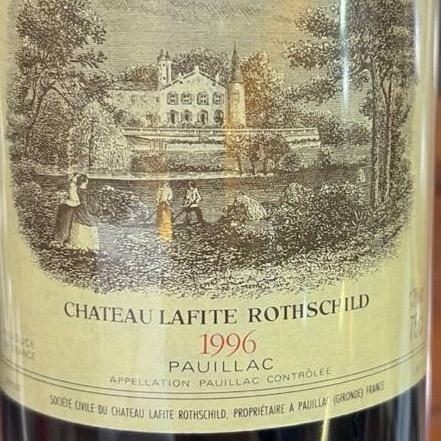 CHATEAU LAFITE ROTHSCHILD
1996
PAUILLAC
APPELLATION PAUILLAC CONTRÔLÉE
SOCIÉTÉ CIVILE DU CHATEAU LAFITE ROTHSCHILD, PROPRIÉTAIRE A PAUILLAC (GIRONDE) FRANCE